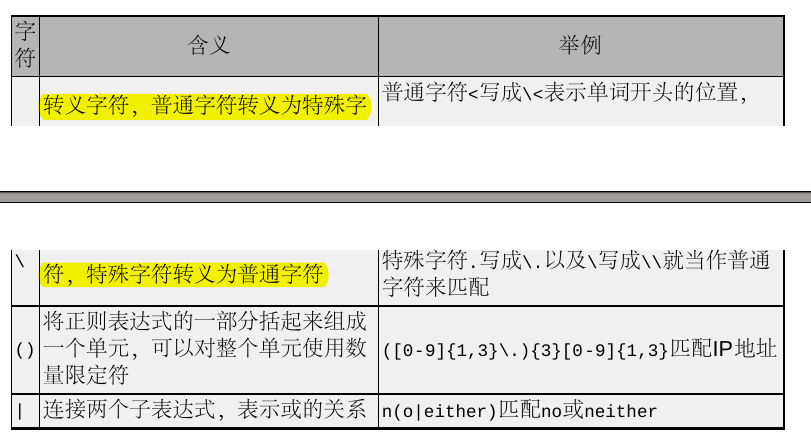 字符 含义 举例
转义字符，普通字符转义为特殊字 普通字符<写成\<表示单词开头的位置，
\ 符，特殊字符转义为普通字符 特殊字符.写成\.以及\写成\\就当作普通
字符来匹配
将正则表达式的一部分括起来组成
() 一个单元，可以对整个单元使用数 ([0-9]{1,3}\.){3}[0-9]{1,3}匹配IP地址
量限定符
| 连接两个子表达式，表示或的关系 n(o|either)匹配no或neither